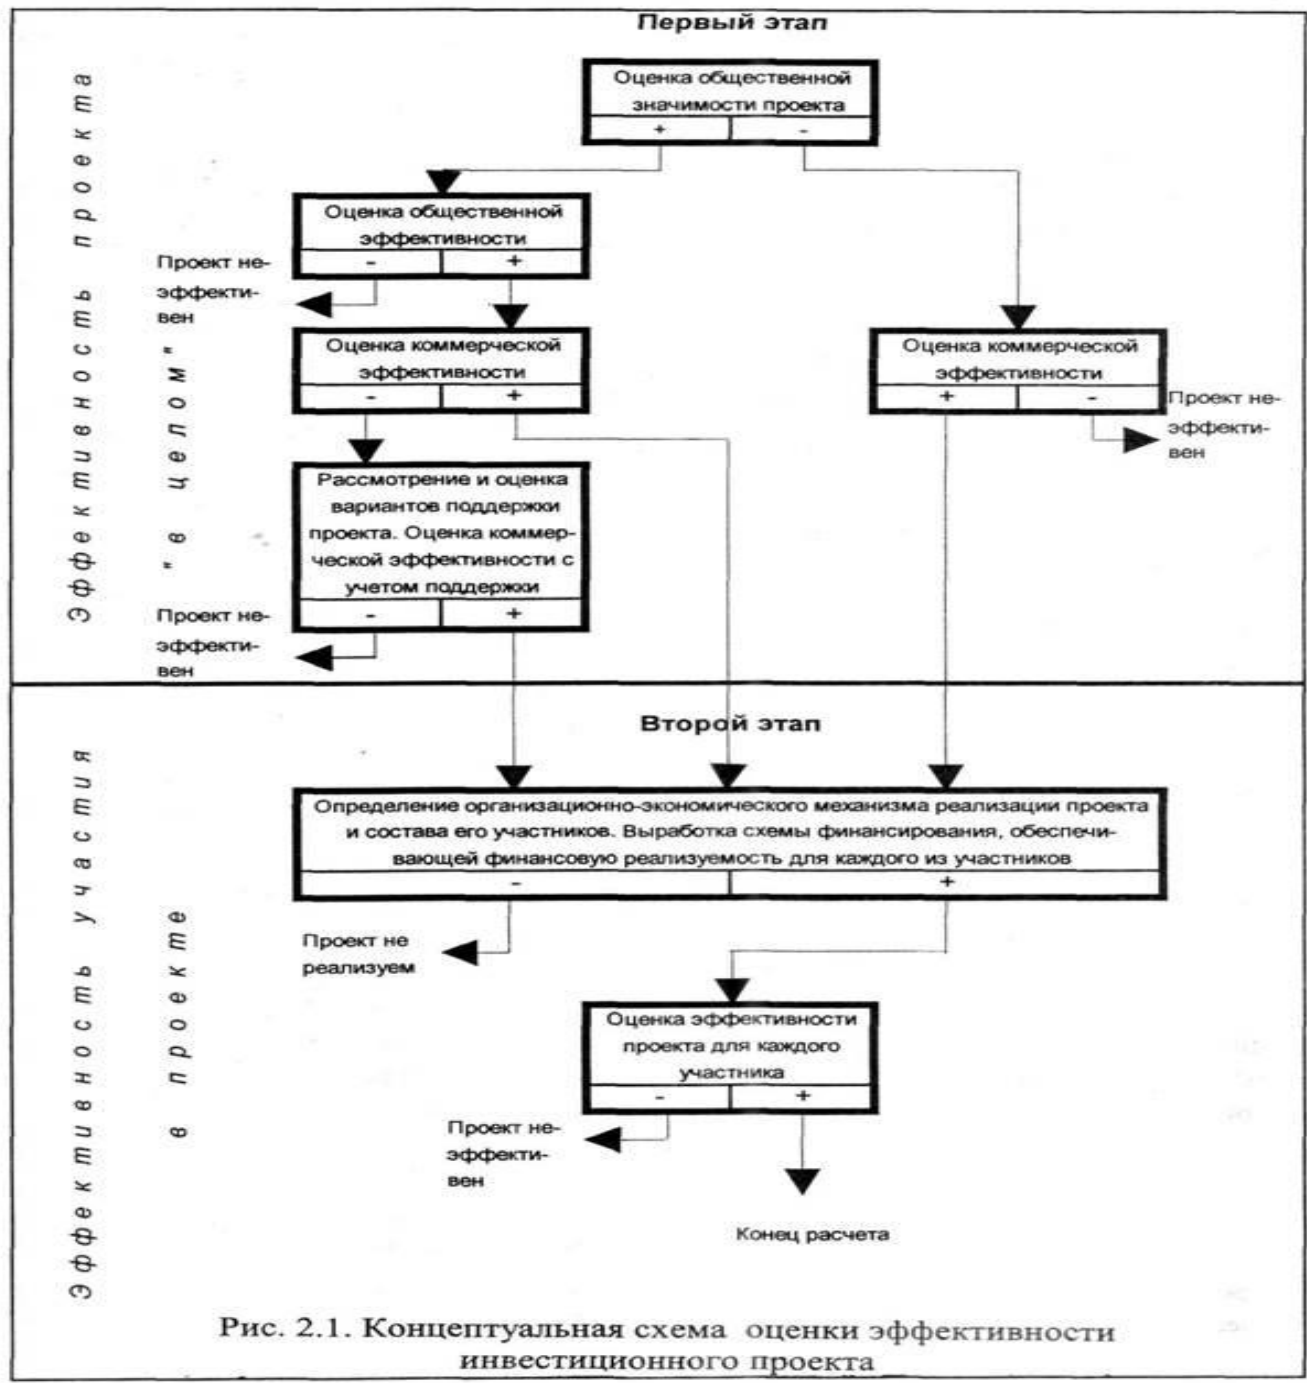 Первый этап
Эффективность проекта
"в целом"
Оценка общественной
значимости проекта
+ -
Оценка общественной
эффективности
- +
Проект не-
эффекти-
вен
Оценка коммерческой
эффективности
- +
Оценка коммерческой
эффективности
+ -
Проект не-
эффекти-
вен
Рассмотрение и оценка
вариантов поддержки
проекта. Оценка коммер-
ческой эффективности с
учетом поддержки
- +
Проект не-
эффекти-
вен
Второй этап
Эффективность участия
в проекте
Определение организационно-экономического механизма реализации проекта
и состава его участников. Выработка схемы финансирования, обеспечи-
вающей финансовую реализуемость для каждого из участников
- +
Проект не
реализуем
Оценка эффективности
проекта для каждого
участника
- +
Проект не-
эффекти-
вен
Конец расчета
Рис. 2.1. Концептуальная схема оценки эффективности
инвестиционного проекта